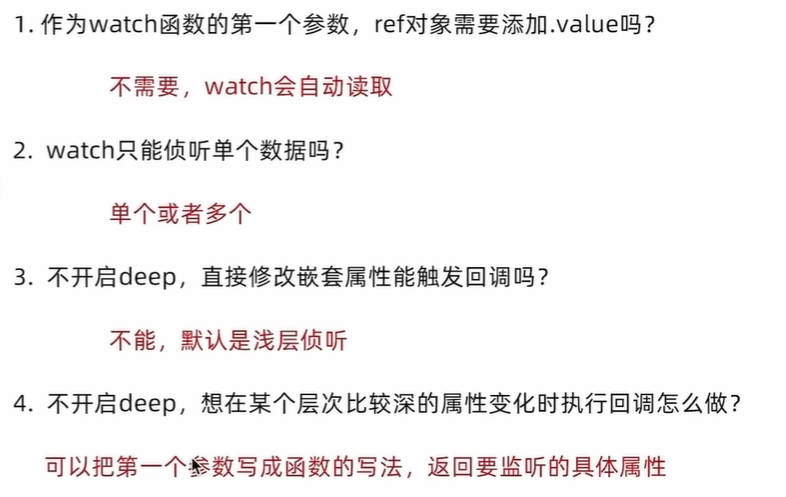 1. 作为watch函数的第一个参数，ref对象需要添加.value吗？
不需要，watch会自动读取
2. watch只能侦听单个数据吗？
单个或者多个
3. 不开启deep，直接修改嵌套属性能触发回调吗？
不能，默认是浅层侦听
4. 不开启deep，想在某个层次比较深的属性变化时执行回调怎么做？
可以把第一个参数写成函数的写法，返回要监听的具体属性